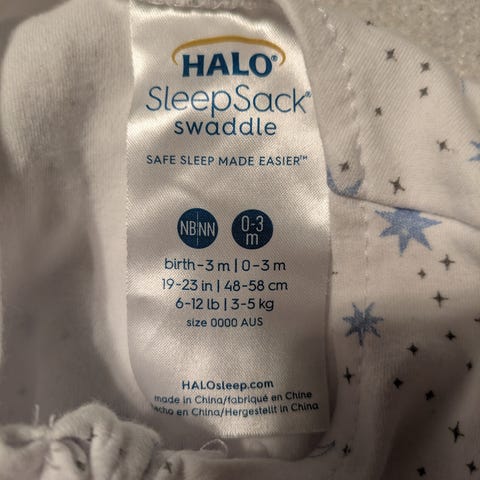 HALO®
SleepSack®
swaddle
SAFE SLEEP MADE EASIER™
NB|NN 0-3 m
birth-3 m | 0-3 m
19-23 in | 48-58 cm
6-12 lb | 3-5 kg
size 0000 AUS
HALOsleep.com
made in China/fabriqué en Chine
hecho en China/Hergestellt in China